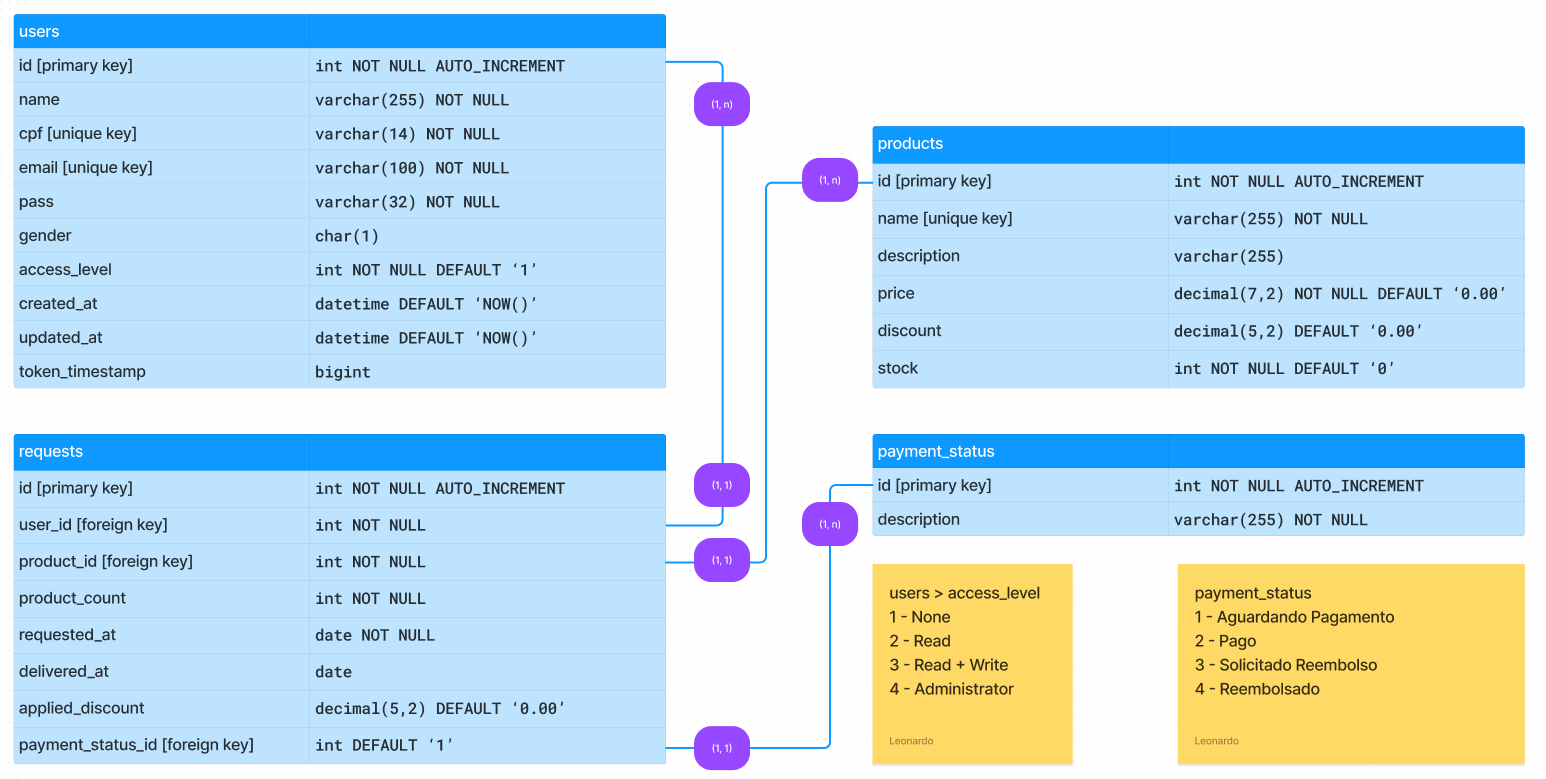 users
id [primary key] int NOT NULL AUTO_INCREMENT
name varchar(255) NOT NULL
cpf [unique key] varchar(14) NOT NULL
email [unique key] varchar(100) NOT NULL
pass varchar(32) NOT NULL
gender char(1)
access_level int NOT NULL DEFAULT ‘1’
created_at datetime DEFAULT ‘NOW()’
updated_at datetime DEFAULT ‘NOW()’
token_timestamp bigint
(1, n)
(1, n)
products
id [primary key] int NOT NULL AUTO_INCREMENT
name [unique key] varchar(255) NOT NULL
description varchar(255)
price decimal(7,2) NOT NULL DEFAULT ‘0.00’
discount decimal(5,2) DEFAULT ‘0.00’
stock int NOT NULL DEFAULT ‘0’
requests
id [primary key] int NOT NULL AUTO_INCREMENT
user_id [foreign key] int NOT NULL
product_id [foreign key] int NOT NULL
product_count int NOT NULL
requested_at date NOT NULL
delivered_at date
applied_discount decimal(5,2) DEFAULT ‘0.00’
payment_status_id [foreign key] int DEFAULT ‘1’
(1, 1)
(1, 1)
(1, 1)
(1, n)
payment_status
id [primary key] int NOT NULL AUTO_INCREMENT
description varchar(255) NOT NULL
users > access_level
1 - None
2 - Read
3 - Read + Write
4 - Administrator
Leonardo
payment_status
1 - Aguardando Pagamento
2 - Pago
3 - Solicitado Reembolso
4 - Reembolsado
Leonardo